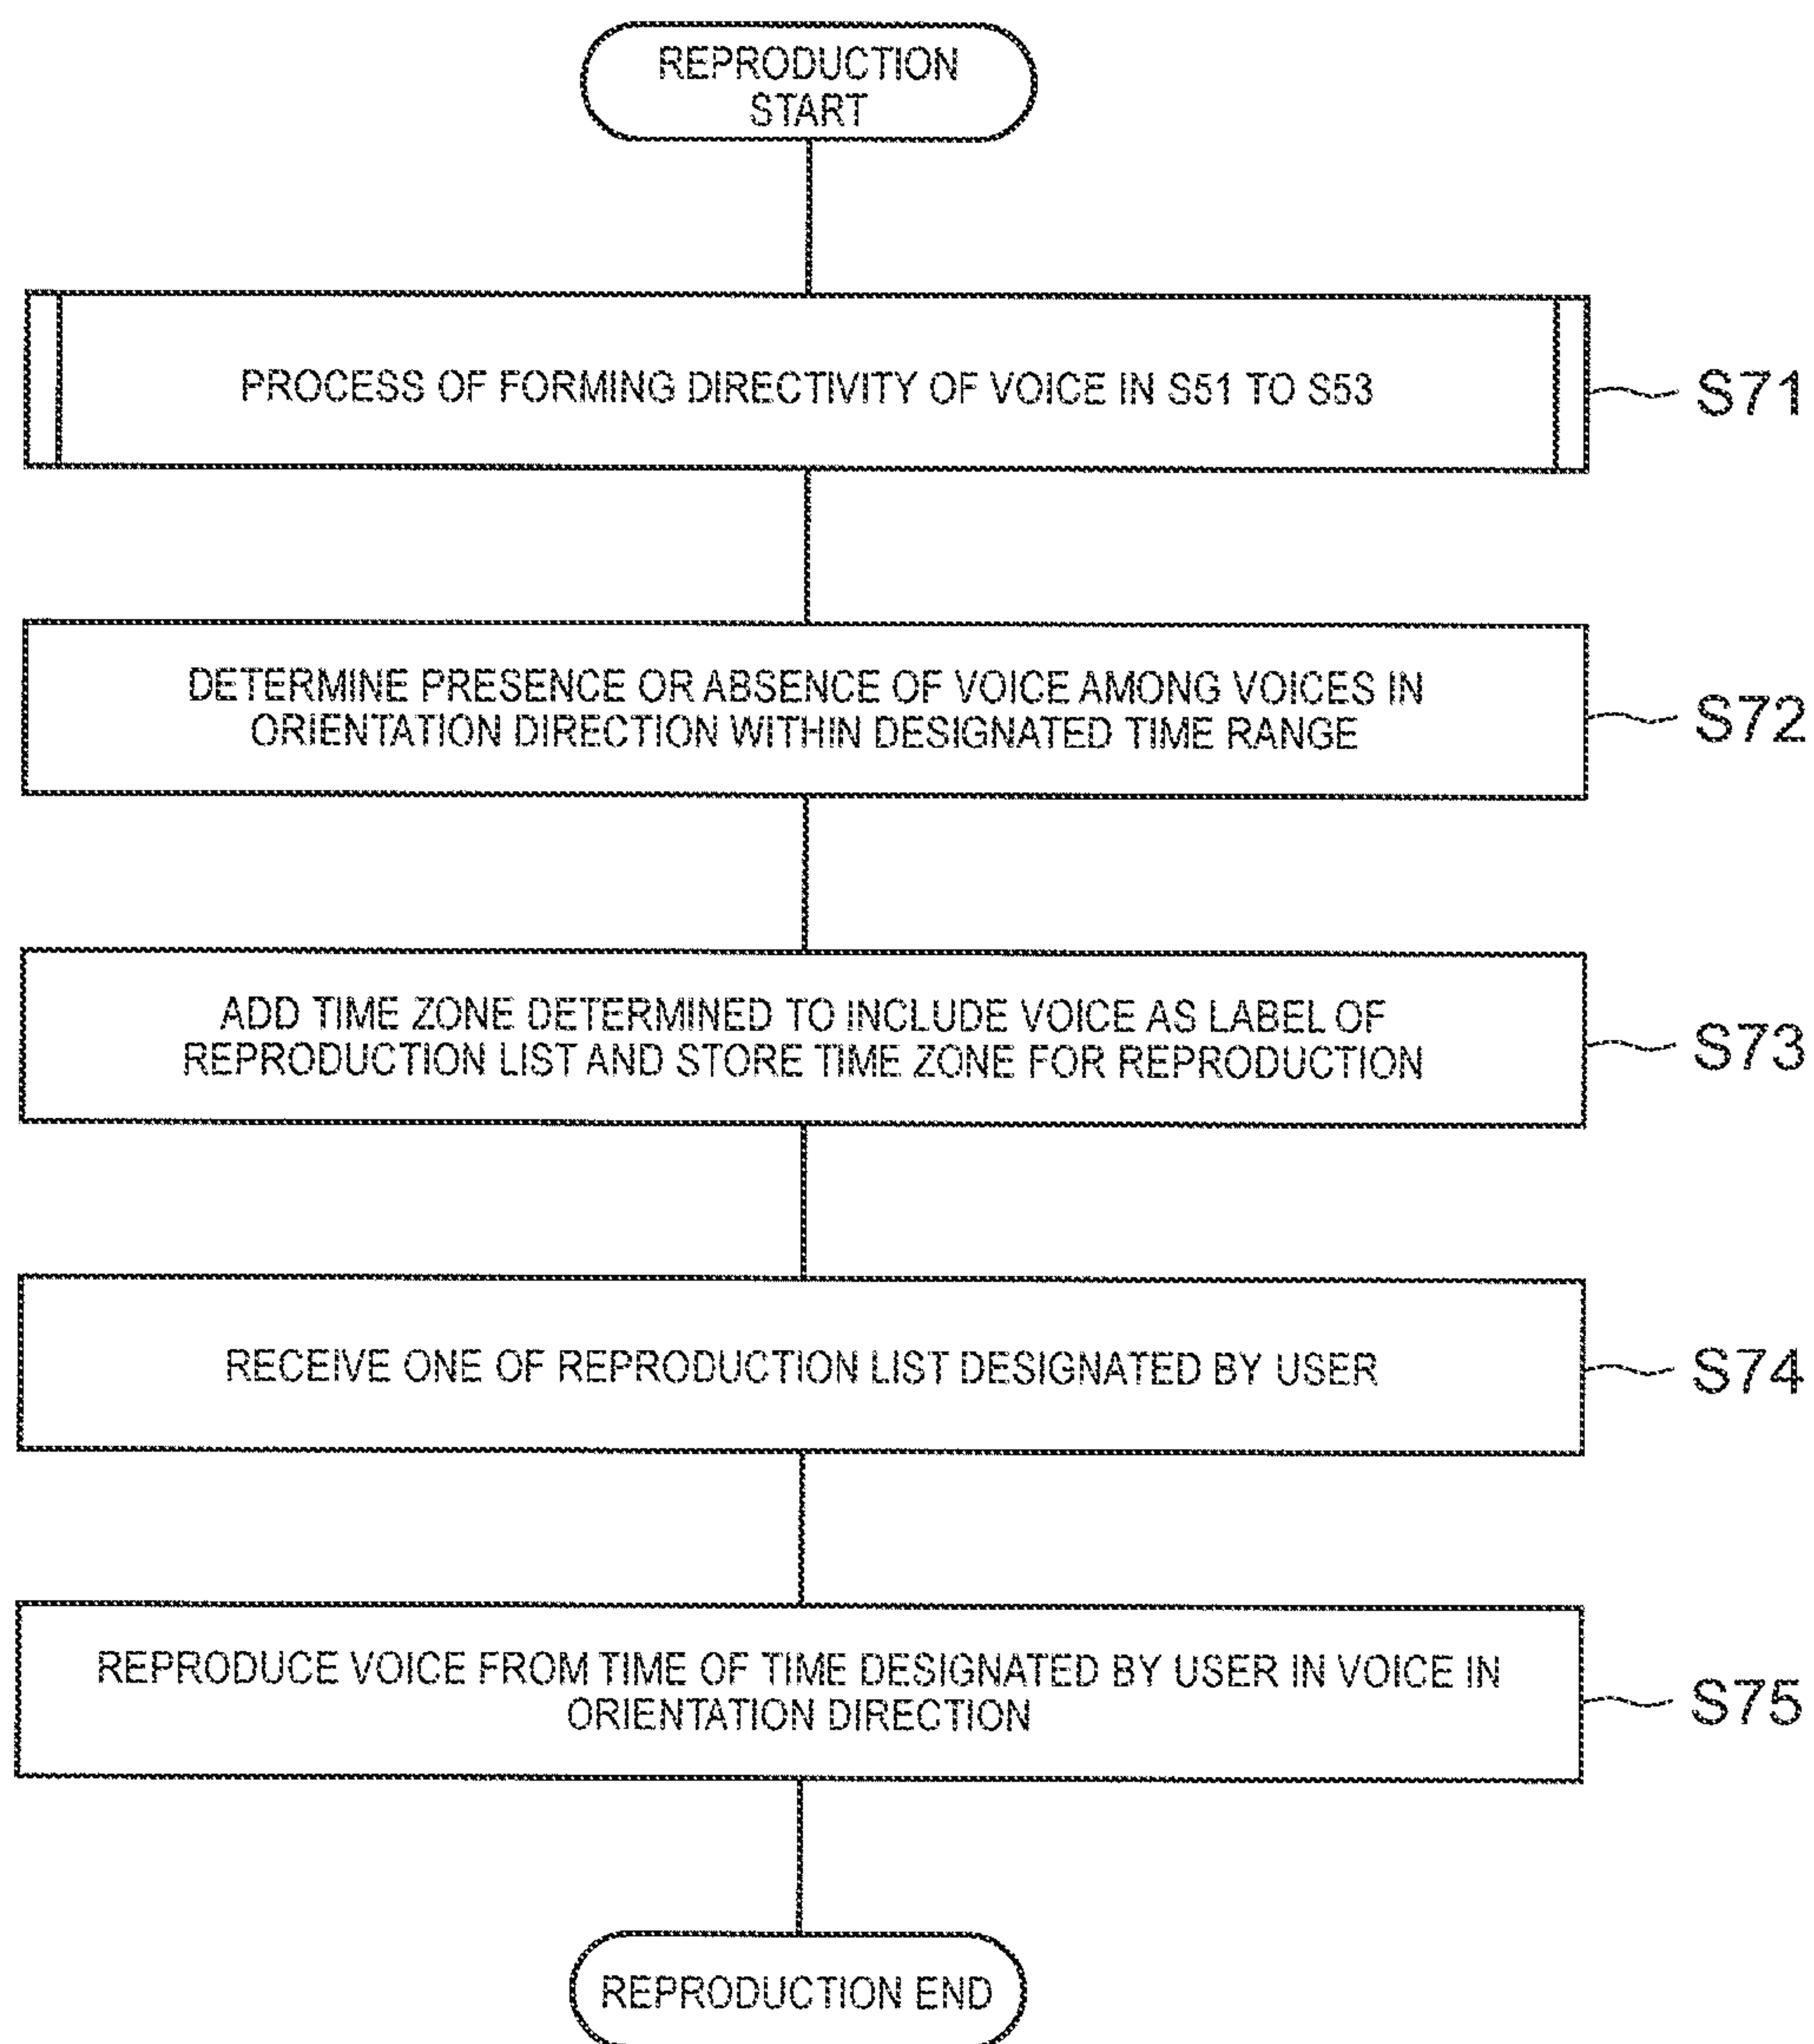 REPRODUCTION
START
PROCESS OF FORMING DIRECTIVITY OF VOICE IN S51 TO S53
S71
DETERMINE PRESENCE OR ABSENCE OF VOICE AMONG VOICES IN
ORIENTATION DIRECTION WITHIN DESIGNATED TIME RANGE
S72
ADD TIME ZONE DETERMINED TO INCLUDE VOICE AS LABEL OF
REPRODUCTION LIST AND STORE TIME ZONE FOR REPRODUCTION
S73
RECEIVE ONE OF REPRODUCTION LIST DESIGNATED BY USER
S74
REPRODUCE VOICE FROM TIME OF TIME DESIGNATED BY USER IN VOICE IN
ORIENTATION DIRECTION
S75
REPRODUCTION END